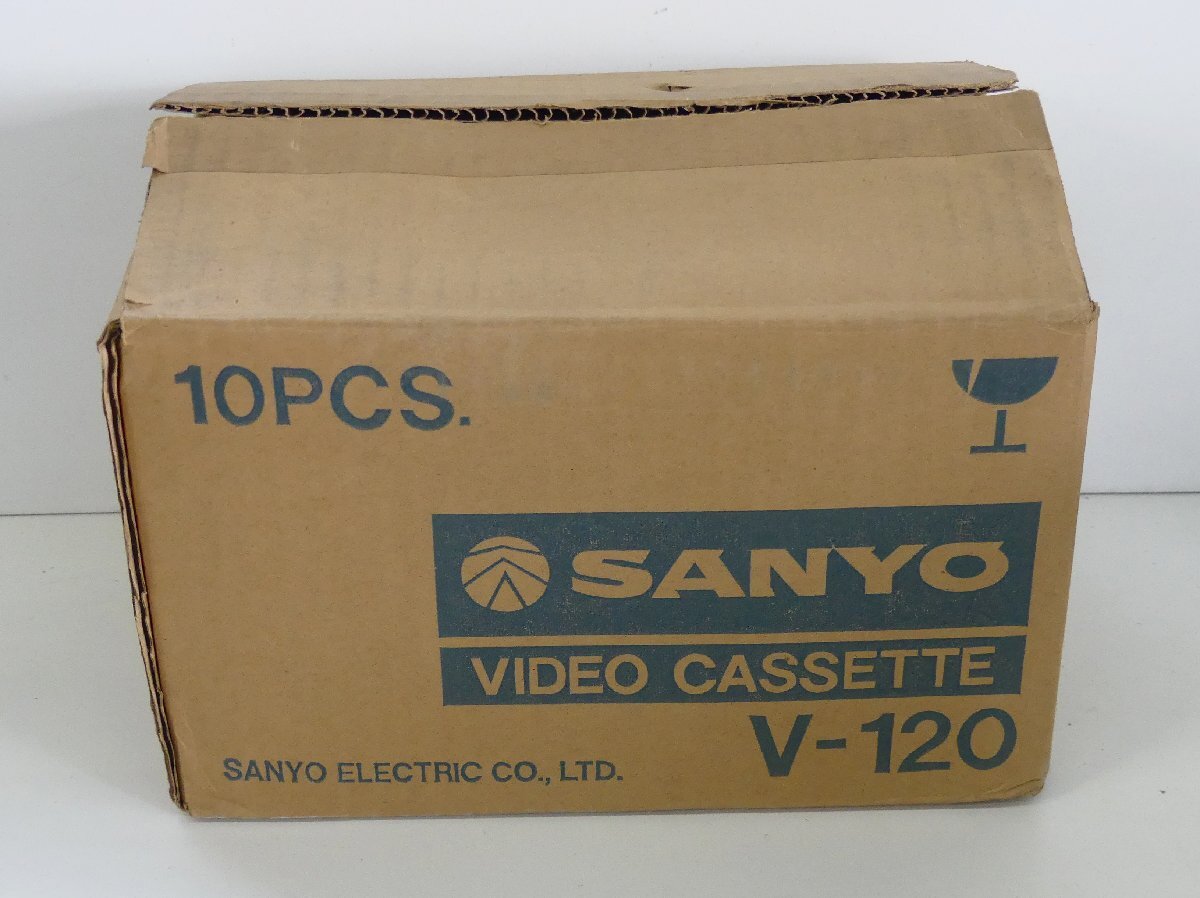 10PCS.
SANYO
VIDEO CASSETTE
V-120
SANYO ELECTRIC CO., LTD.